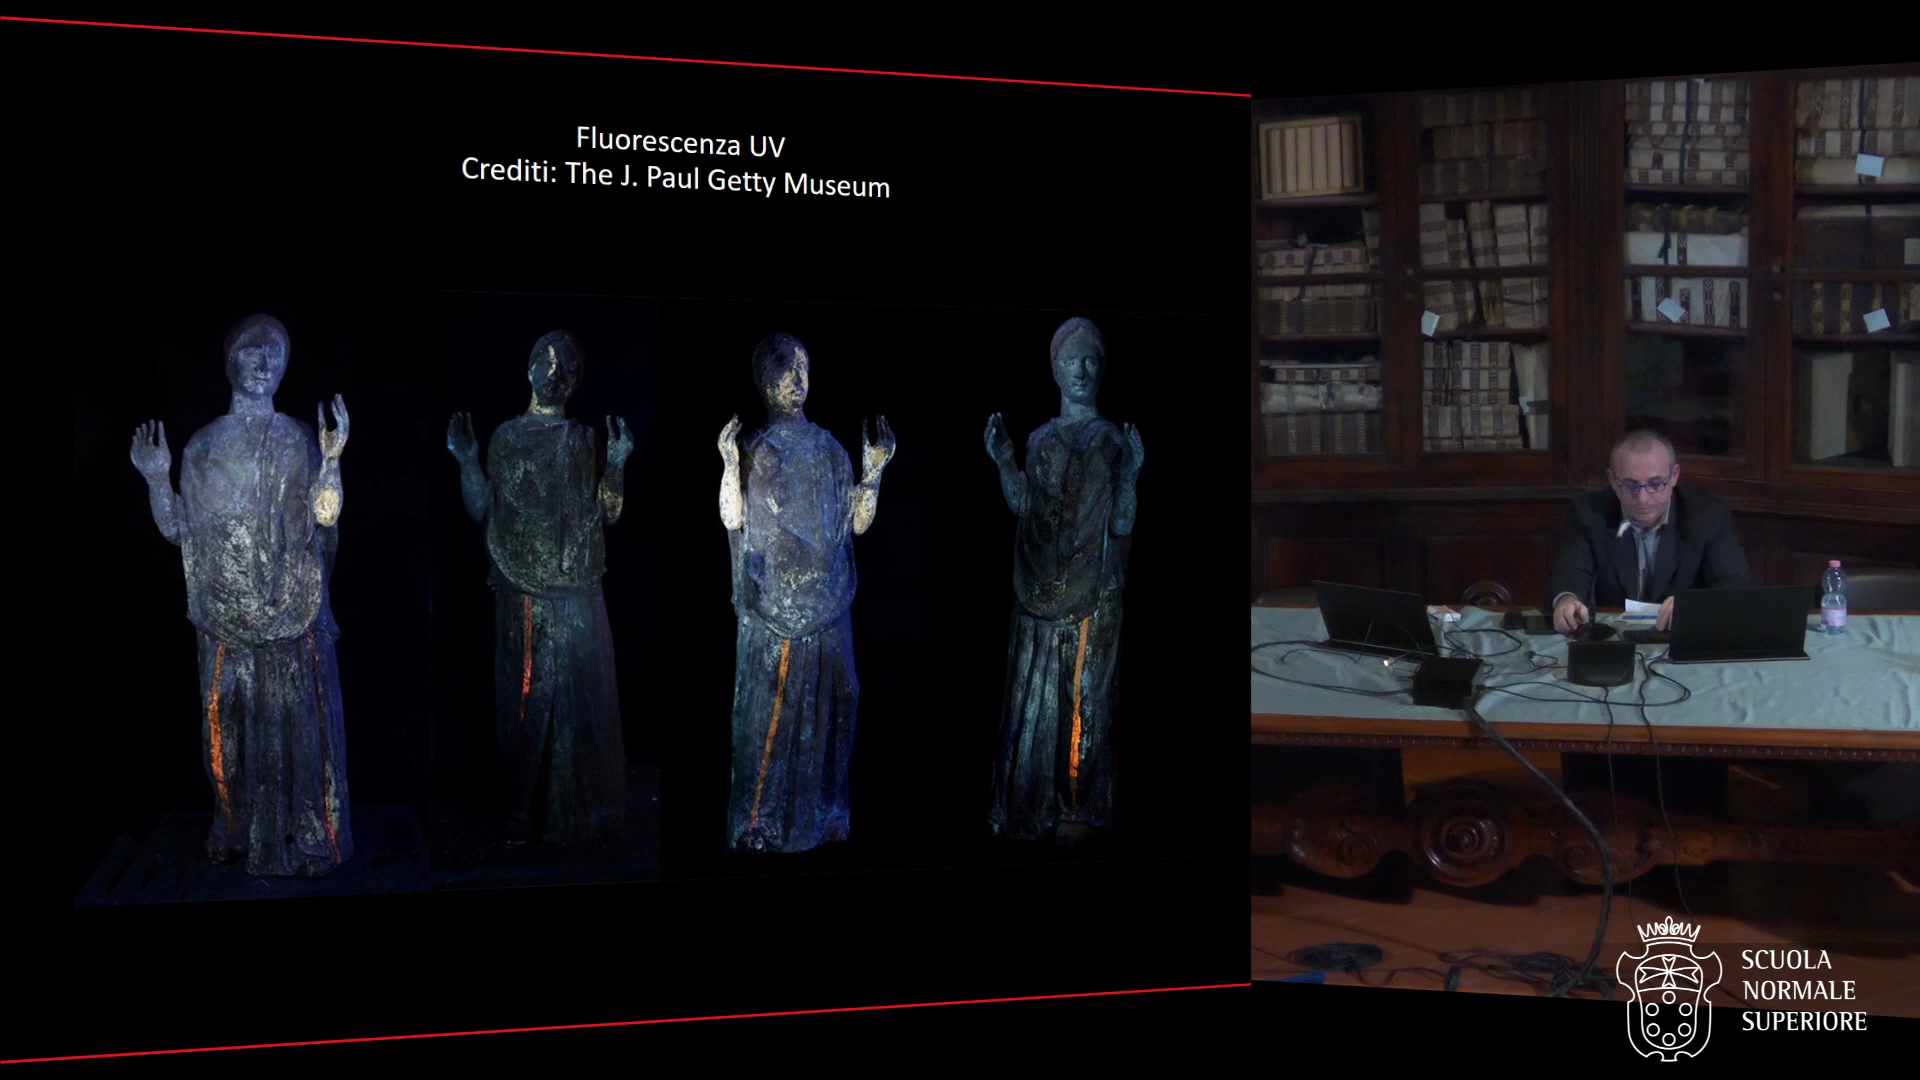 Fluorescenza UV
Crediti: The J. Paul Getty Museum
SCUOLA
NORMALE
SUPERIORE